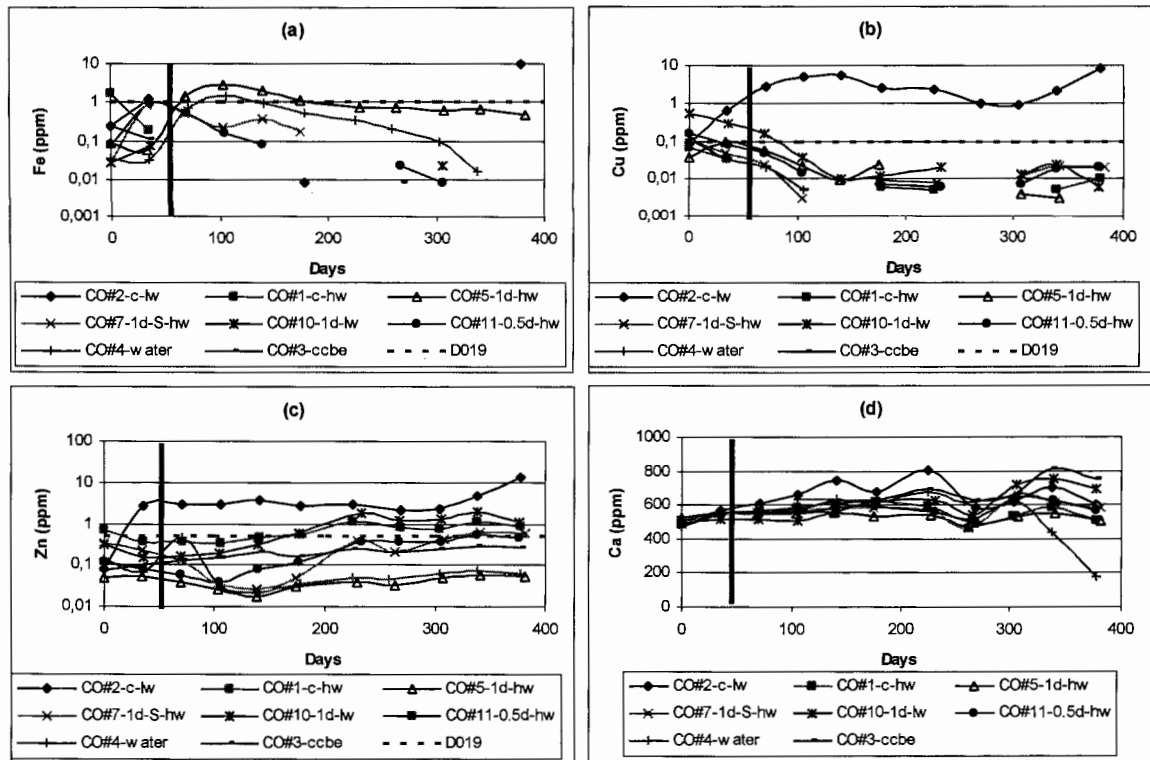 (a)
Fe (ppm)
10
1
0,1
0,01
0,001
0 100 200 300 400
Days
CO#2-c-lw CO#1-c-hw CO#5-1d-hw
CO#7-1d-S-hw CO#10-1d-lw CO#11-0.5d-hw
CO#4-water CO#3-ccbe D019
(b)
Cu (ppm)
10
1
0,1
0,01
0,001
0 100 200 300 400
Days
CO#2-c-lw CO#1-c-hw CO#5-1d-hw
CO#7-1d-S-hw CO#10-1d-lw CO#11-0.5d-hw
CO#4-water CO#3-ccbe D019
(c)
Zn (ppm)
100
10
1
0,1
0,01
0 100 200 300 400
Days
CO#2-c-lw CO#1-c-hw CO#5-1d-hw
CO#7-1d-S-hw CO#10-1d-lw CO#11-0.5d-hw
CO#4-water CO#3-ccbe D019
(d)
Ca (ppm)
1000
800
600
400
200
0
0 100 200 300 400
Days
CO#2-c-lw CO#1-c-hw CO#5-1d-hw
CO#7-1d-S-hw CO#10-1d-lw CO#11-0.5d-hw
CO#4-water CO#3-ccbe